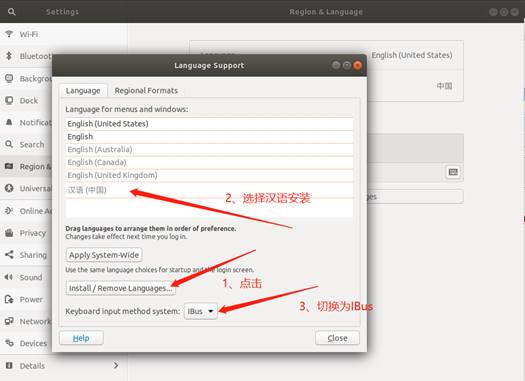 Settings
Region & Language
Wi-Fi
Bluetoot
Backgrou
Dock
Notificat
Search
Region &
Universal
Online Ac
Privacy
Sharing
Sound
Power
Network
Devices
Details
English (United States)
中国
Language Support
Language
Regional Formats
Language for menus and windows:
English (United States)
English
English (Australia)
English (Canada)
English (United Kingdom)
汉语 (中国)
2、选择汉语安装
Drag languages to arrange them in order of preference.
Changes take effect next time you log in.
Apply System-Wide
Use the same language choices for startup and the login screen.
1、点击
Install / Remove Languages...
Keyboard input method system:
IBus
3、切换为IBus
Help
Close